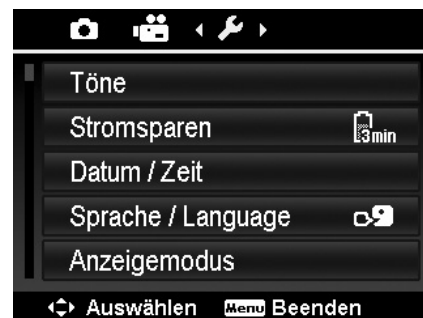 Töne
Stromsparen 3min
Datum / Zeit
Sprache / Language
Anzeigemodus
Auswählen Menu Beenden